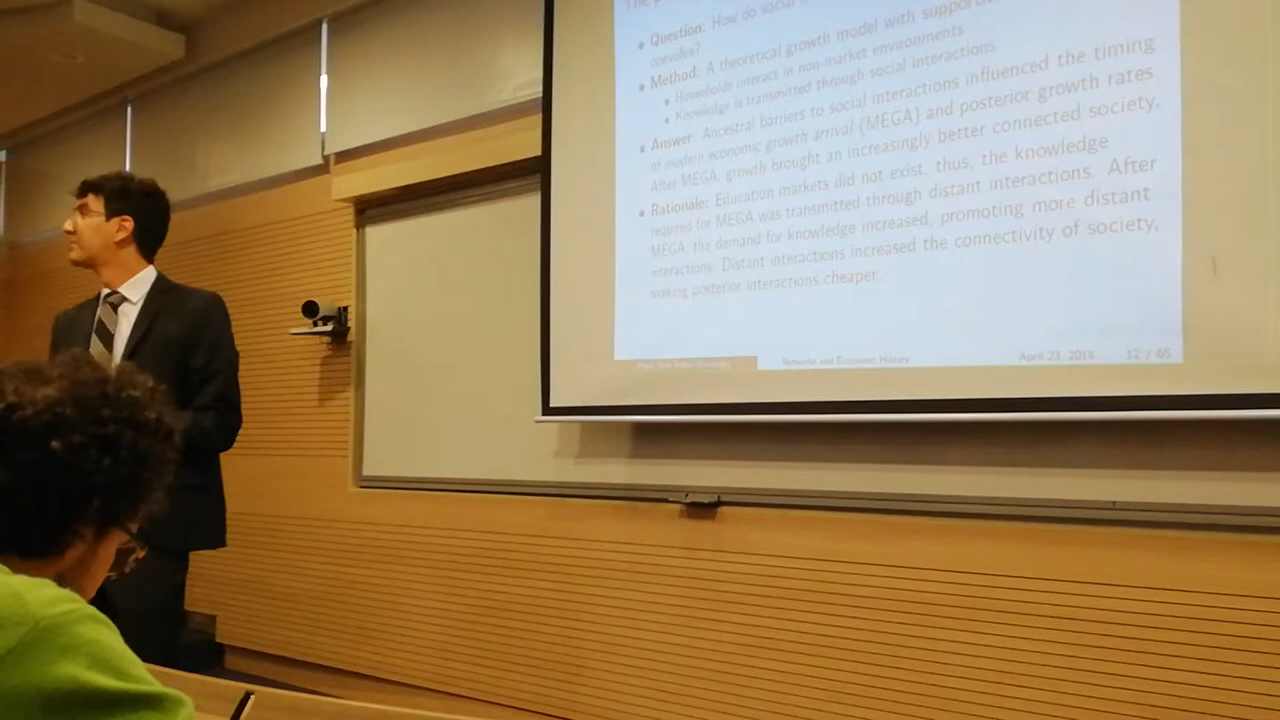 Question: How do social
coevolve?
Method: A theoretical growth model with
Households interact in non-market environments
Knowledge is transmitted through social interactions
Answer: Ancestral barriers to social interactions influenced the timing
of modern economic growth arrival (MEGA) and posterior growth rates
After MEGA, growth brought an increasingly better connected society.
Rationale: Education markets did not exist, thus, the knowledge
required for MEGA was transmitted through distant interactions. After
MEGA, the demand for knowledge increased, promoting more distant
interactions. Distant interactions increased the connectivity of society,
making posterior interactions cheaper.
Networks and Economic History April 23, 2018 12 / 65